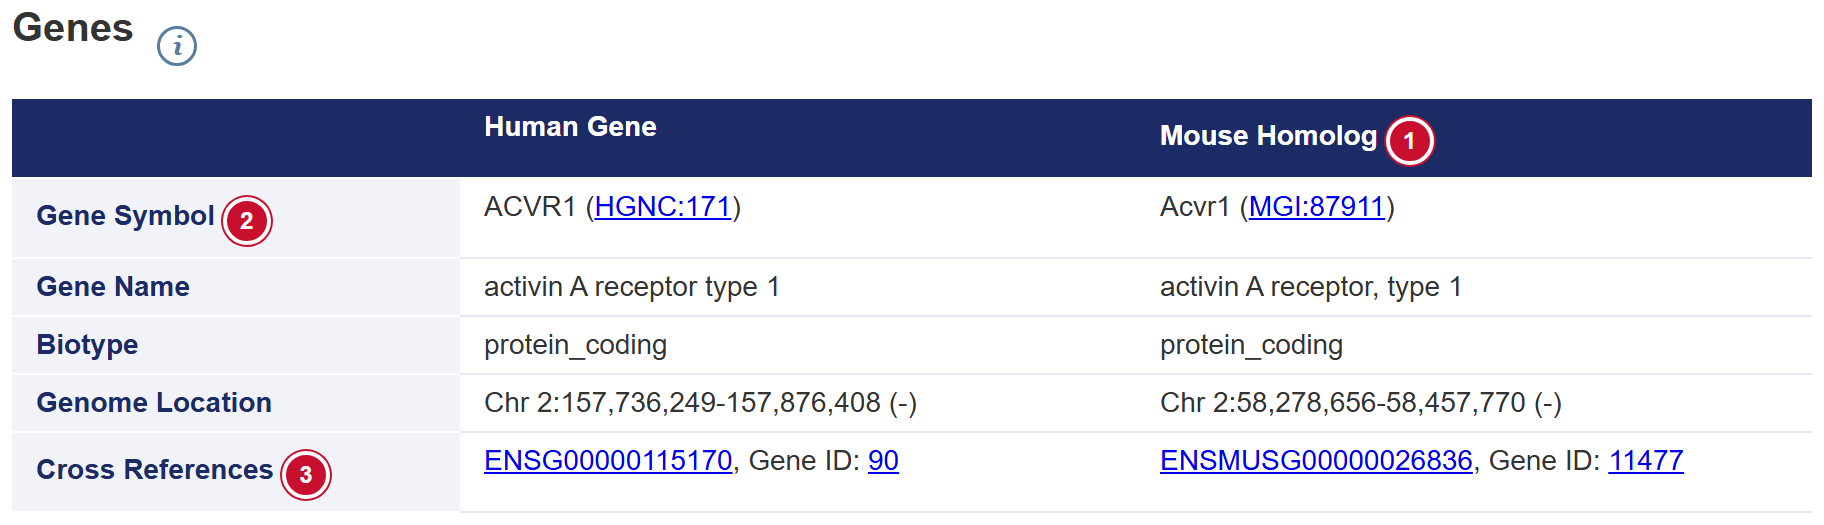 Genes i
Human Gene Mouse Homolog 1
Gene Symbol 2 ACVR1 (HGNC:171) Acvr1 (MGI:87911)
Gene Name activin A receptor type 1 activin A receptor, type 1
Biotype protein_coding protein_coding
Genome Location Chr 2:157,736,249-157,876,408 (-) Chr 2:58,278,656-58,457,770 (-)
Cross References 3 ENSG00000115170, Gene ID: 90 ENSMUSG00000026836, Gene ID: 11477